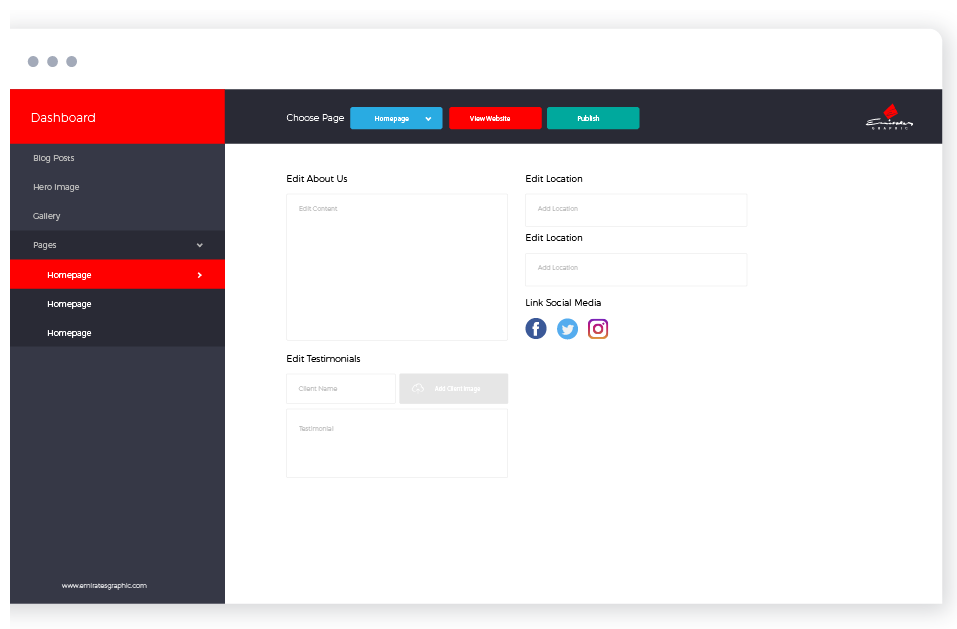 Dashboard
Choose Page
Homepage
View Website
Publish
Emirates
GRAPHIC
Blog Posts
Hero Image
Gallery
Pages
Homepage
Homepage
Homepage
www.emiratesgraphic.com
Edit About Us
Edit Contant
Edit Testimonials
Client Name
Add Client Image
Testimonial
Edit Location
Add Location
Edit Location
Add Location
Link Social Media